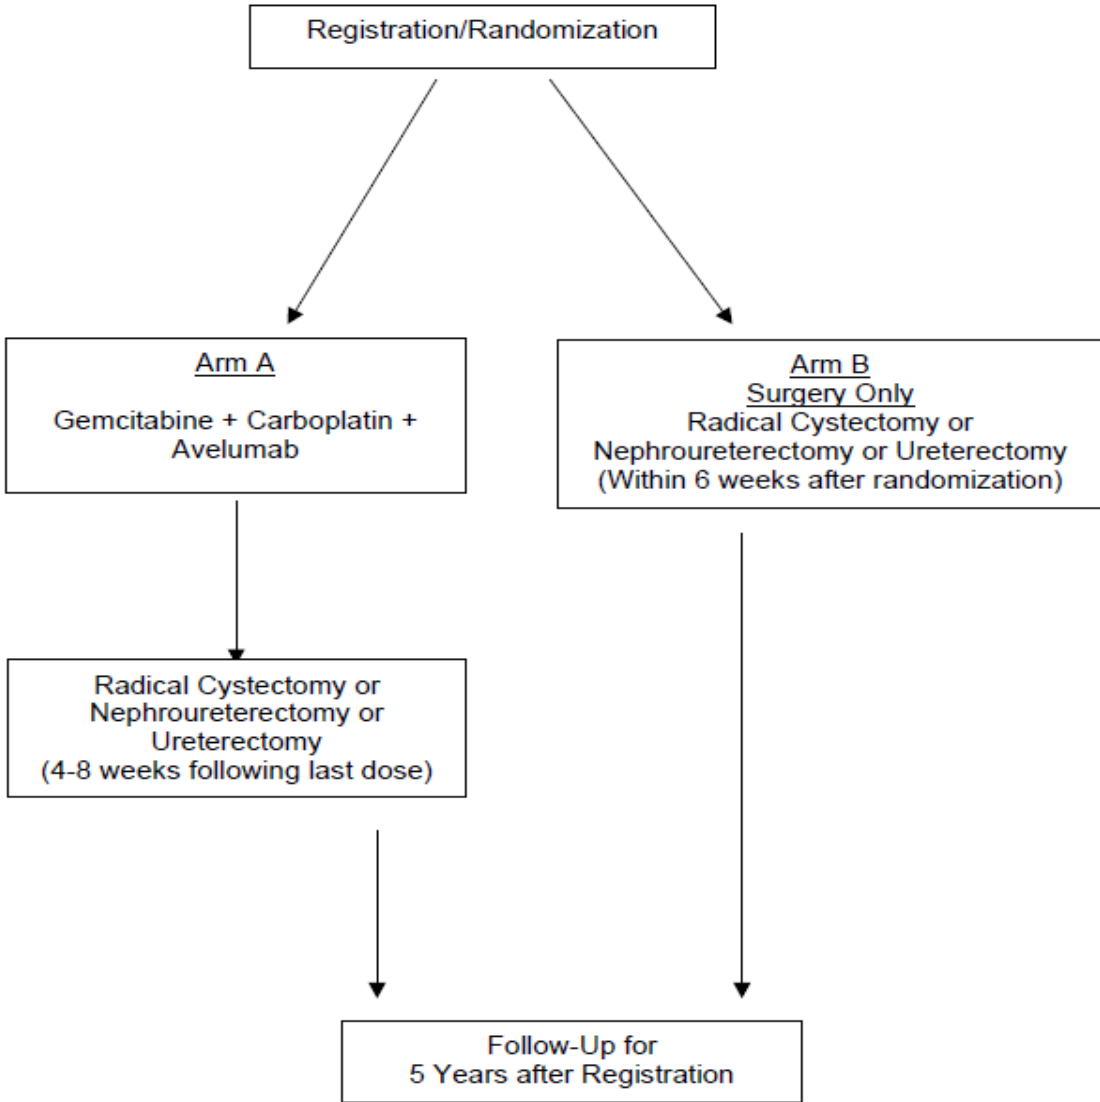 Registration/Randomization
Arm A
Gemcitabine + Carboplatin +
Avelumab
Arm B
Surgery Only
Radical Cystectomy or
Nephroureterectomy or Ureterectomy
(Within 6 weeks after randomization)
Radical Cystectomy or
Nephroureterectomy or
Ureterectomy
(4-8 weeks following last dose)
Follow-Up for
5 Years after Registration